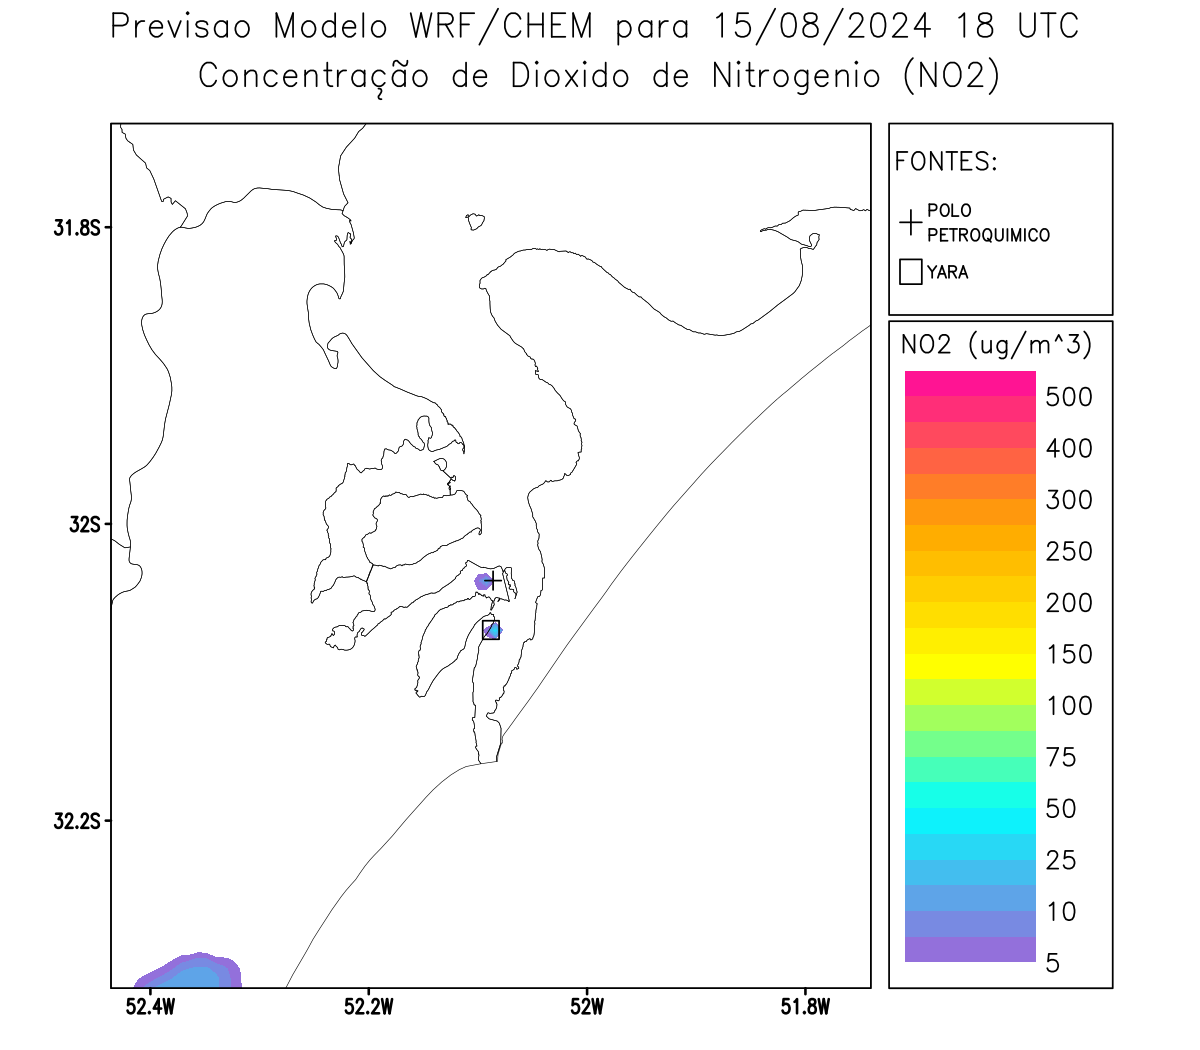 Previsao Modelo WRF/CHEM para 15/08/2024 18 UTC
Concentração de Dioxido de Nitrogenio (NO2)
FONTES:
POLO
PETROQUIMICO
YARA
NO2 (ug/m^3)
500
400
300
250
200
150
100
75
50
25
10
5
31.8S
32S
32.2S
52.4W
52.2W
52W
51.8W